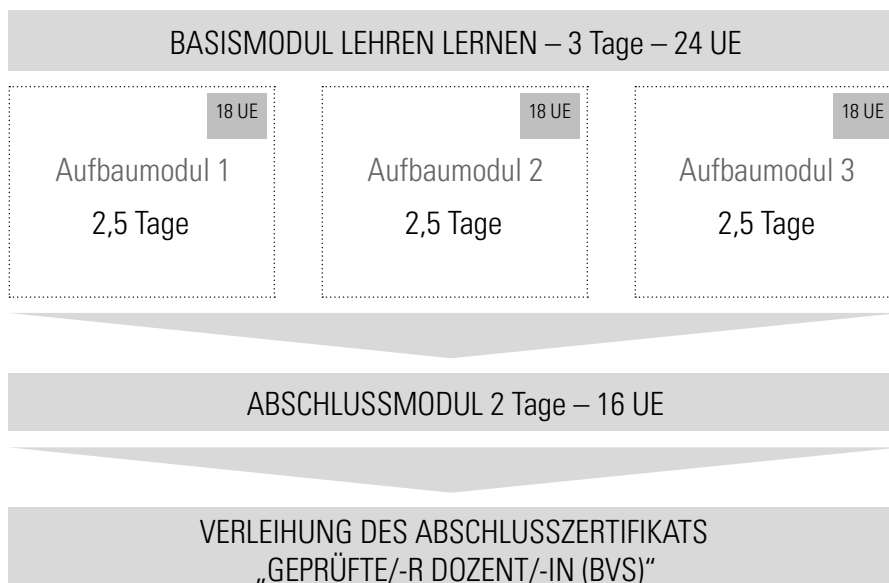 BASISMODUL LEHREN LERNEN – 3 Tage – 24 UE
18 UE
Aufbaumodul 1
2,5 Tage
18 UE
Aufbaumodul 2
2,5 Tage
18 UE
Aufbaumodul 3
2,5 Tage
ABSCHLUSSMODUL 2 Tage – 16 UE
VERLEIHUNG DES ABSCHLUSSZERTIFIKATS
„GEPRÜFTE/-R DOZENT/-IN (BVS)“